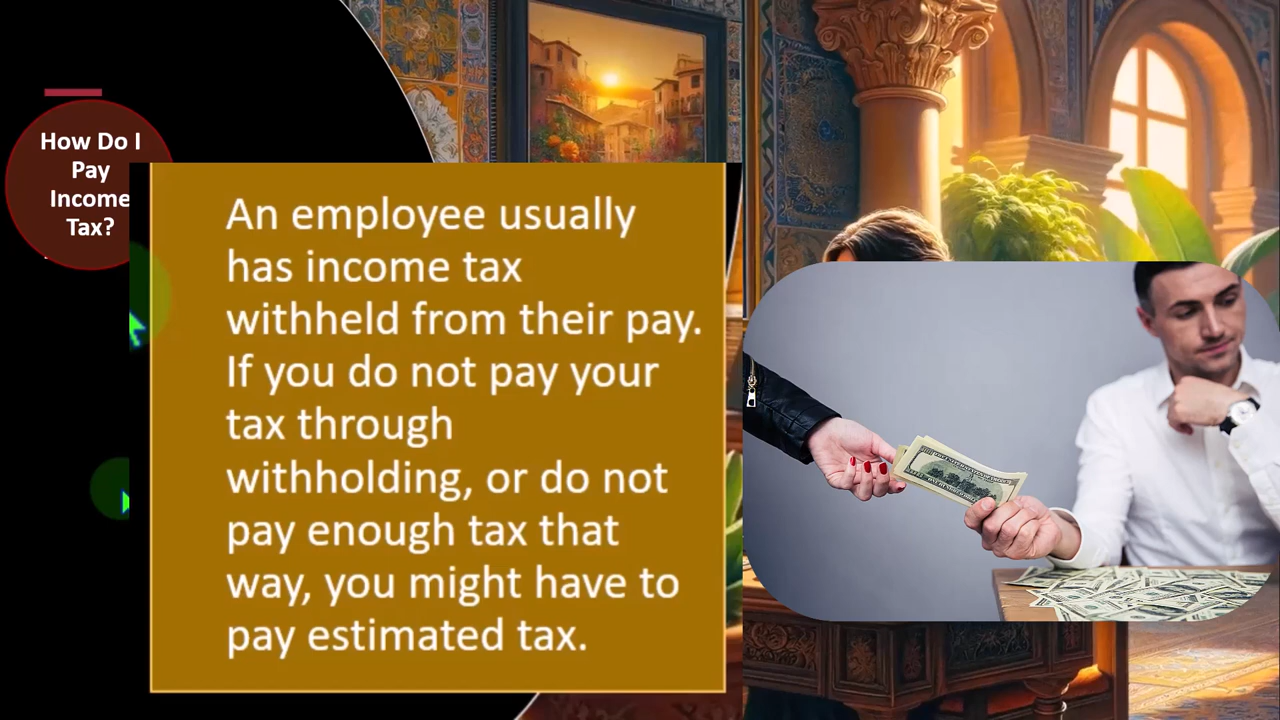 How Do I
Pay
Income
Tax?
An employee usually
has income tax
withheld from their pay.
If you do not pay your
tax through
withholding, or do not
pay enough tax that
way, you might have to
pay estimated tax.